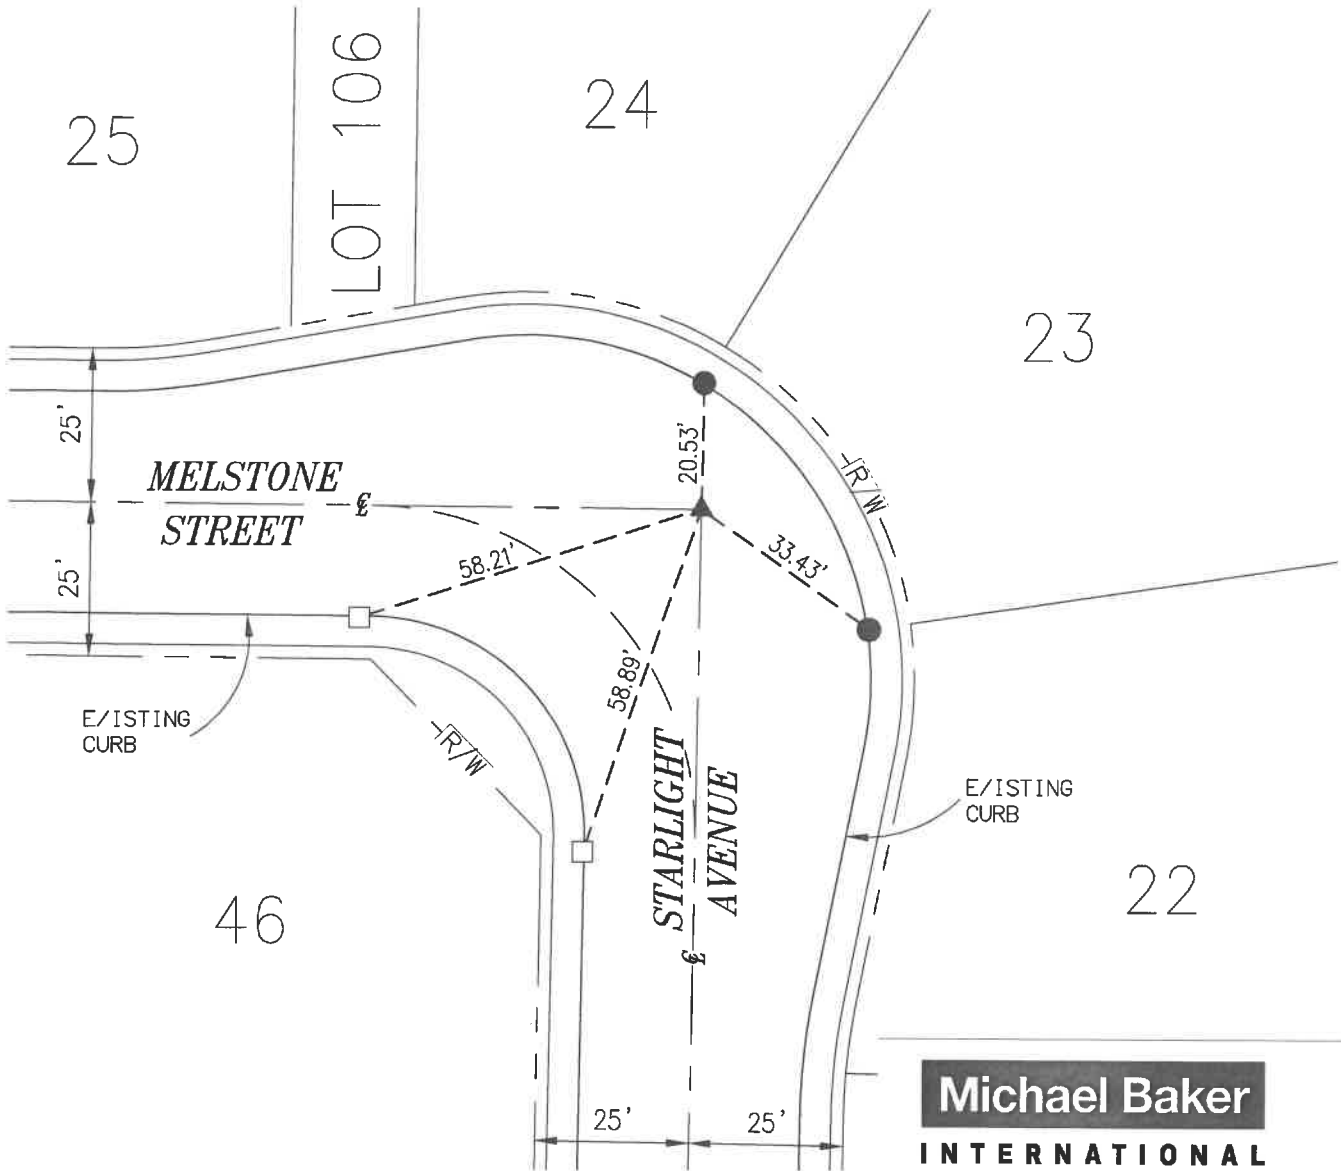 25
LOT 106
24
23
25'
MELSTONE
STREET
℄
20.53'
R/W
58.21'
33.43'
25'
58.89'
E/ISTING
CURB
R/W
STARLIGHT
AVENUE
℄
E/ISTING
CURB
46
22
25'
25'
Michael Baker
INTERNATIONAL